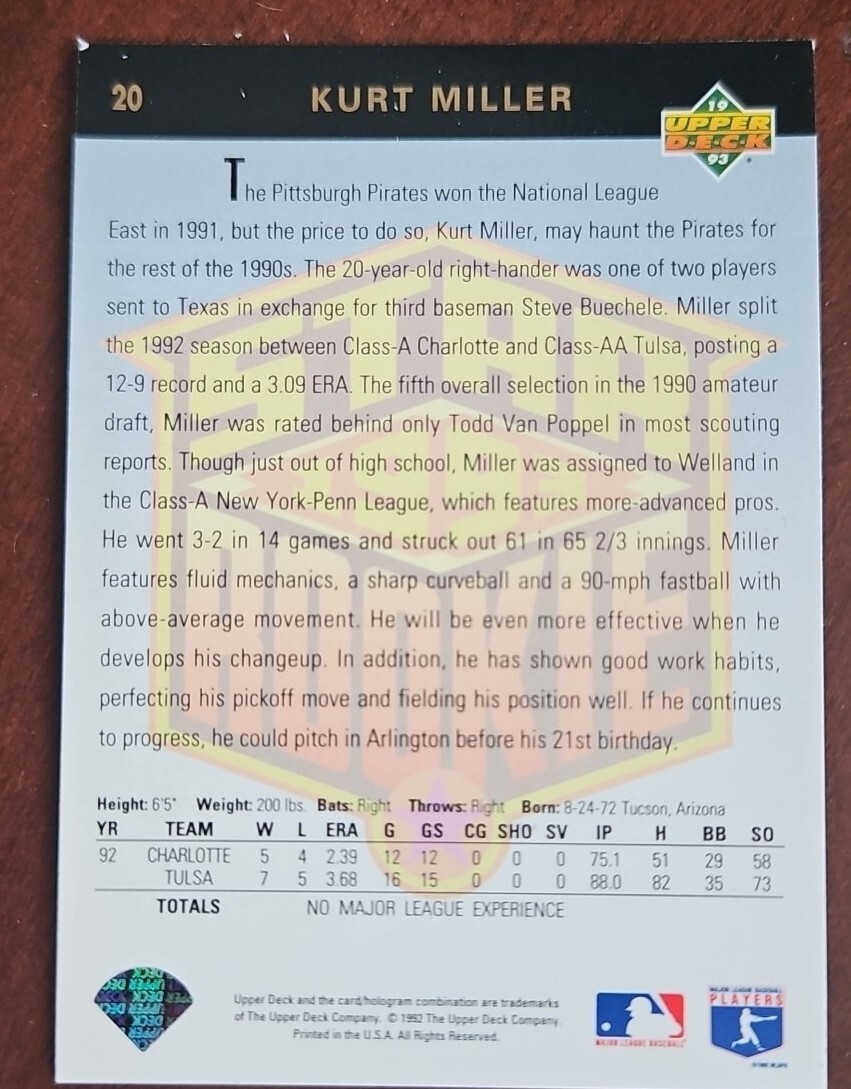 20 KURT MILLER
19
UPPER
D·E·C·K
93
The Pittsburgh Pirates won the National League
East in 1991, but the price to do so, Kurt Miller, may haunt the Pirates for
the rest of the 1990s. The 20-year-old right-hander was one of two players
sent to Texas in exchange for third baseman Steve Buechele. Miller split
the 1992 season between Class-A Charlotte and Class-AA Tulsa, posting a
12-9 record and a 3.09 ERA. The fifth overall selection in the 1990 amateur
draft, Miller was rated behind only Todd Van Poppel in most scouting
reports. Though just out of high school, Miller was assigned to Welland in
the Class-A New York-Penn League, which features more-advanced pros.
He went 3-2 in 14 games and struck out 61 in 65 2/3 innings. Miller
features fluid mechanics, a sharp curveball and a 90-mph fastball with
above-average movement. He will be even more effective when he
develops his changeup. In addition, he has shown good work habits,
perfecting his pickoff move and fielding his position well. If he continues
to progress, he could pitch in Arlington before his 21st birthday.
STAR
ROOKIE
Height: 6'5" Weight: 200 lbs. Bats: Right Throws: Right Born: 8-24-72 Tucson, Arizona
YR TEAM W L ERA G GS CG SHO SV IP H BB SO
92 CHARLOTTE 5 4 2.39 12 12 0 0 0 75.1 51 29 58
TULSA 7 5 3.68 16 15 0 0 0 88.0 82 35 73
TOTALS NO MAJOR LEAGUE EXPERIENCE
Upper Deck and the card/hologram combination are trademarks
of The Upper Deck Company. © 1992 The Upper Deck Company.
Printed in the U.S.A. All Rights Reserved.
MAJOR LEAGUE BASEBALL
MAJOR LEAGUE BASEBALL
PLAYERS